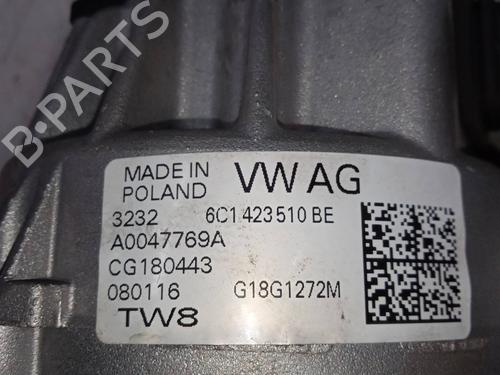 B-PARTS
MADE IN POLAND VW AG
3232 6C1 423 510 BE
A0047769A
CG180443
080116 G18G1272M
TW8